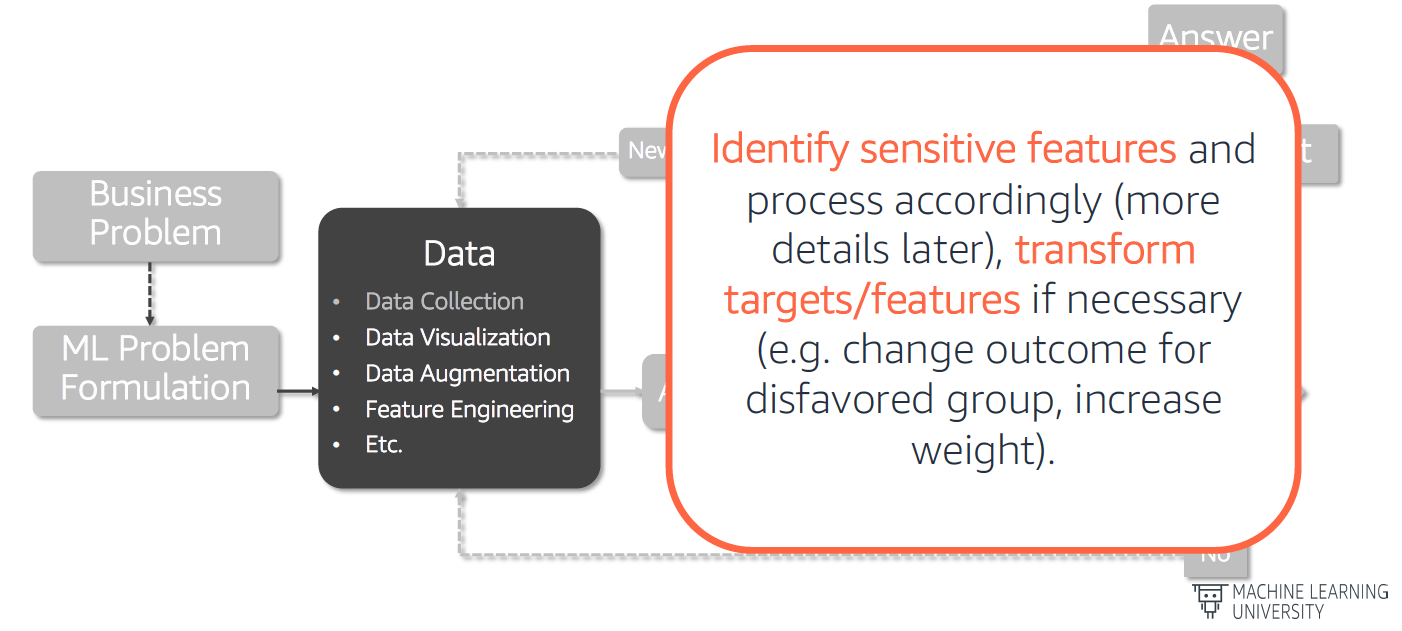 Answer
New
Business
Problem
ML Problem
Formulation
Data
• Data Collection
• Data Visualization
• Data Augmentation
• Feature Engineering
• Etc.
Identify sensitive features and
process accordingly (more
details later), transform
targets/features if necessary
(e.g. change outcome for
disfavored group, increase
weight).
t
A
No
MACHINE LEARNING
UNIVERSITY